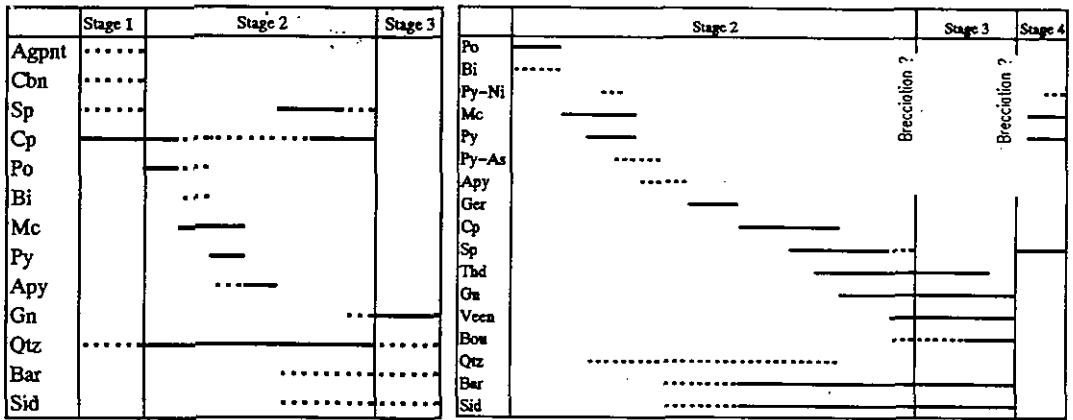 Stage 1 Stage 2 Stage 3
Agpnt
Cbn
Sp
Cp
Po
Bi
Mc
Py
Apy
Gn
Qtz
Bar
Sid
Stage 2 Stage 3 Stage 4
Po
Bi
Py-Ni
Mc
Py
Py-As
Apy
Ger
Cp
Sp
Thd
Gn
Veen
Bou
Qtz
Bar
Sid
Brecciation ?
Brecciation ?